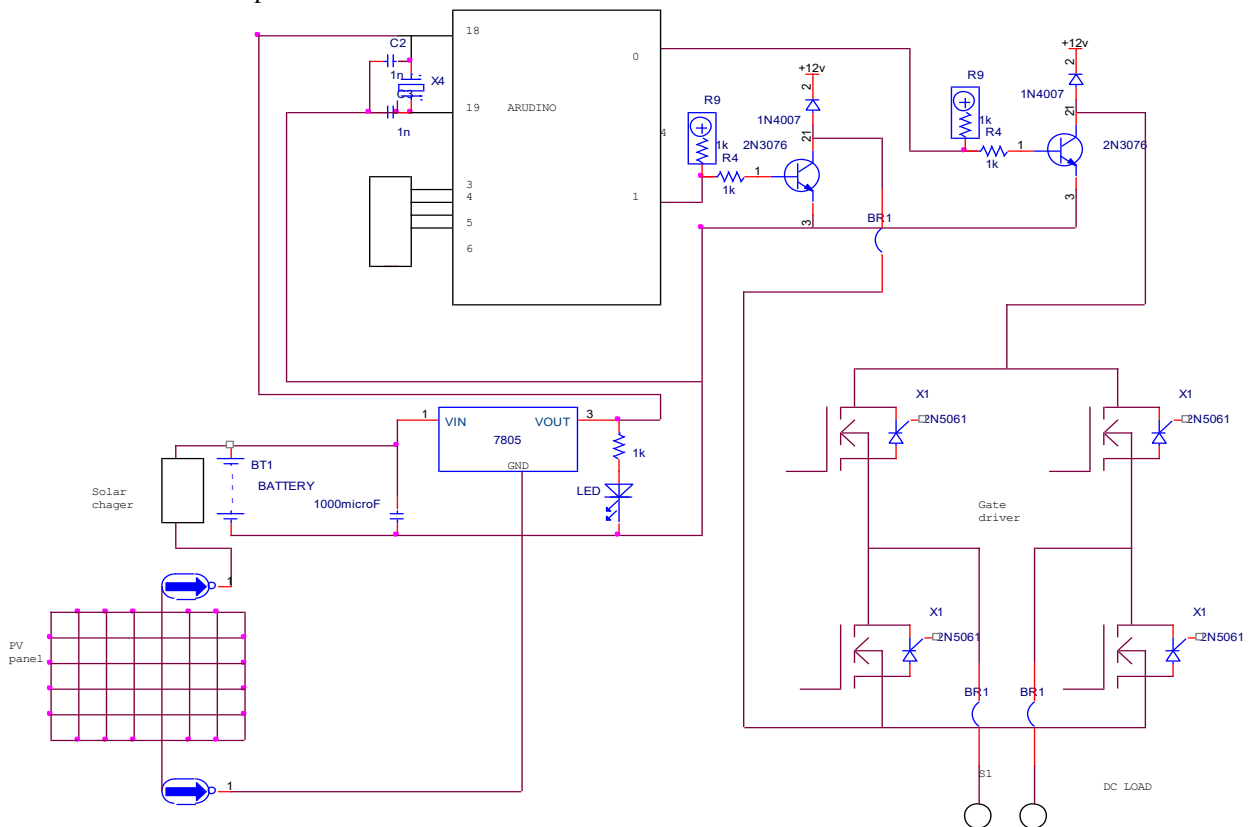 18
C2
1n
X4
C3
19
1n
ARUDINO
0
4
1
3
4
5
6
+12v
2
R9
1N4007
1k
21
R4
1
2N3076
1k
3
BR1
+12v
2
R9
1N4007
1k
21
R4
1
2N3076
1k
3
1
VIN
VOUT
3
7805
GND
1k
LED
BT1
BATTERY
1000microF
Solar
chager
1
PV
panel
1
X1
2N5061
X1
2N5061
Gate
driver
X1
2N5061
X1
2N5061
BR1
BR1
S1
DC LOAD